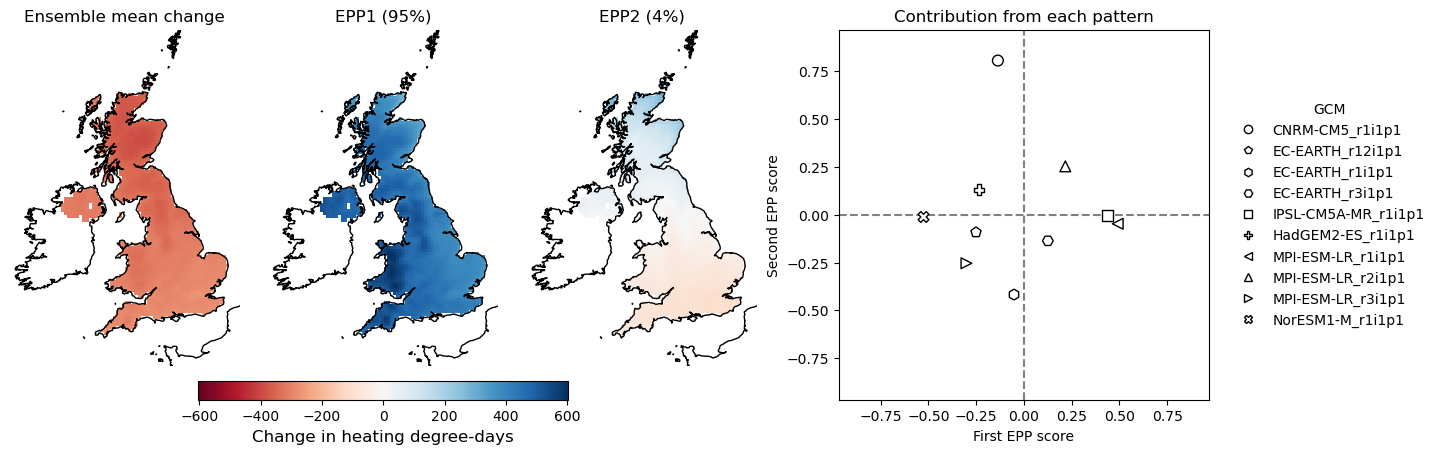 Ensemble mean change
EPP1 (95%)
EPP2 (4%)
−600 −400 −200 0 200 400 600
Change in heating degree-days
Contribution from each pattern
Second EPP score
0.75
0.50
0.25
0.00
−0.25
−0.50
−0.75
−0.75 −0.50 −0.25 0.00 0.25 0.50 0.75
First EPP score
GCM
CNRM-CM5_r1i1p1
EC-EARTH_r12i1p1
EC-EARTH_r1i1p1
EC-EARTH_r3i1p1
IPSL-CM5A-MR_r1i1p1
HadGEM2-ES_r1i1p1
MPI-ESM-LR_r1i1p1
MPI-ESM-LR_r2i1p1
MPI-ESM-LR_r3i1p1
NorESM1-M_r1i1p1